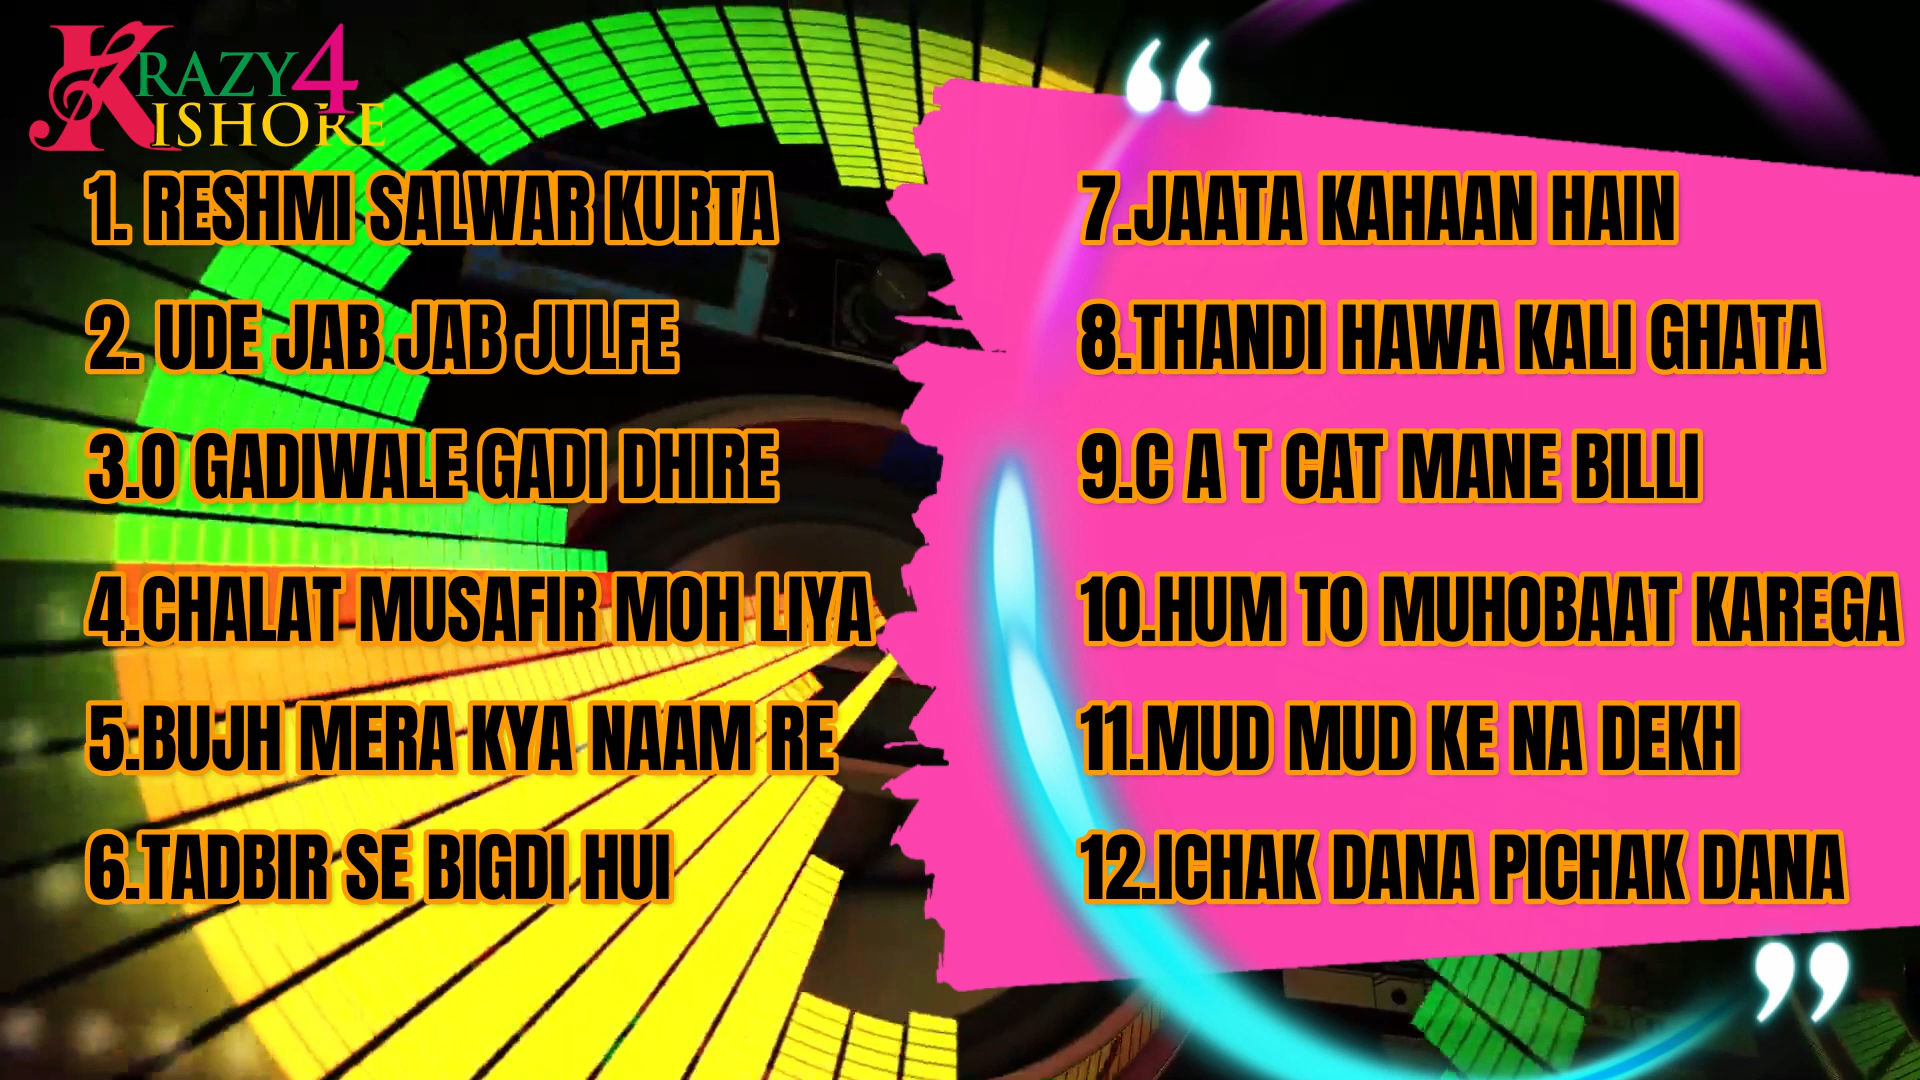 KRAZY4
KISHORE
1. RESHMI SALWAR KURTA
2. UDE JAB JAB JULFE
3.O GADIWALE GADI DHIRE
4.CHALAT MUSAFIR MOH LIYA
5.BUJH MERA KYA NAAM RE
6.TADBIR SE BIGDI HUI
“
7.JAATA KAHAAN HAIN
8.THANDI HAWA KALI GHATA
9.C A T CAT MANE BILLI
10.HUM TO MUHOBAAT KAREGA
11.MUD MUD KE NA DEKH
12.ICHAK DANA PICHAK DANA
”